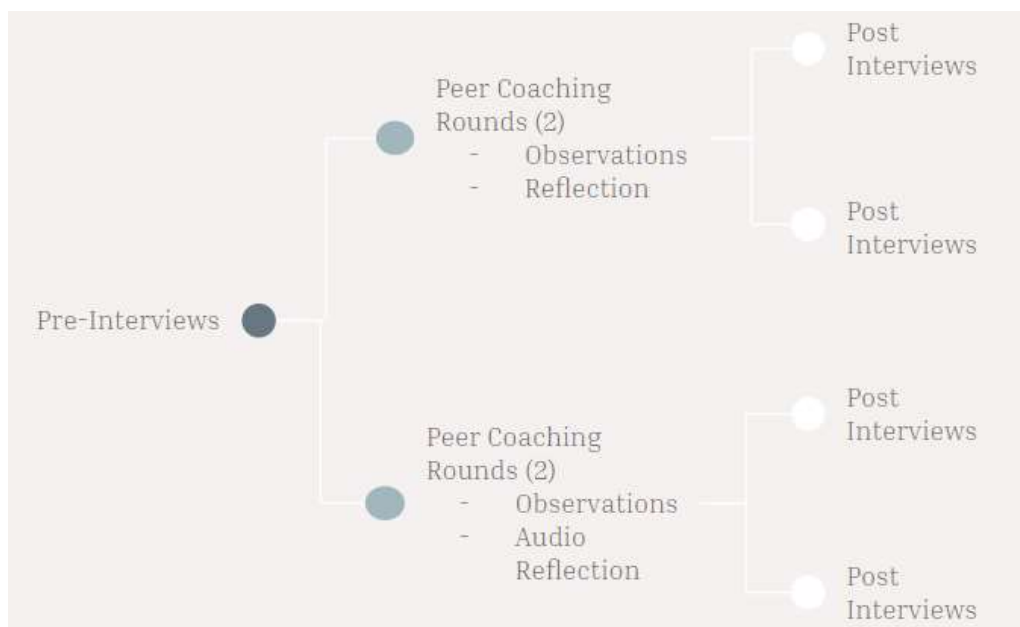 Pre-Interviews
Peer Coaching
Rounds (2)
- Observations
- Reflection
Post
Interviews
Post
Interviews
Peer Coaching
Rounds (2)
- Observations
- Audio
Reflection
Post
Interviews
Post
Interviews